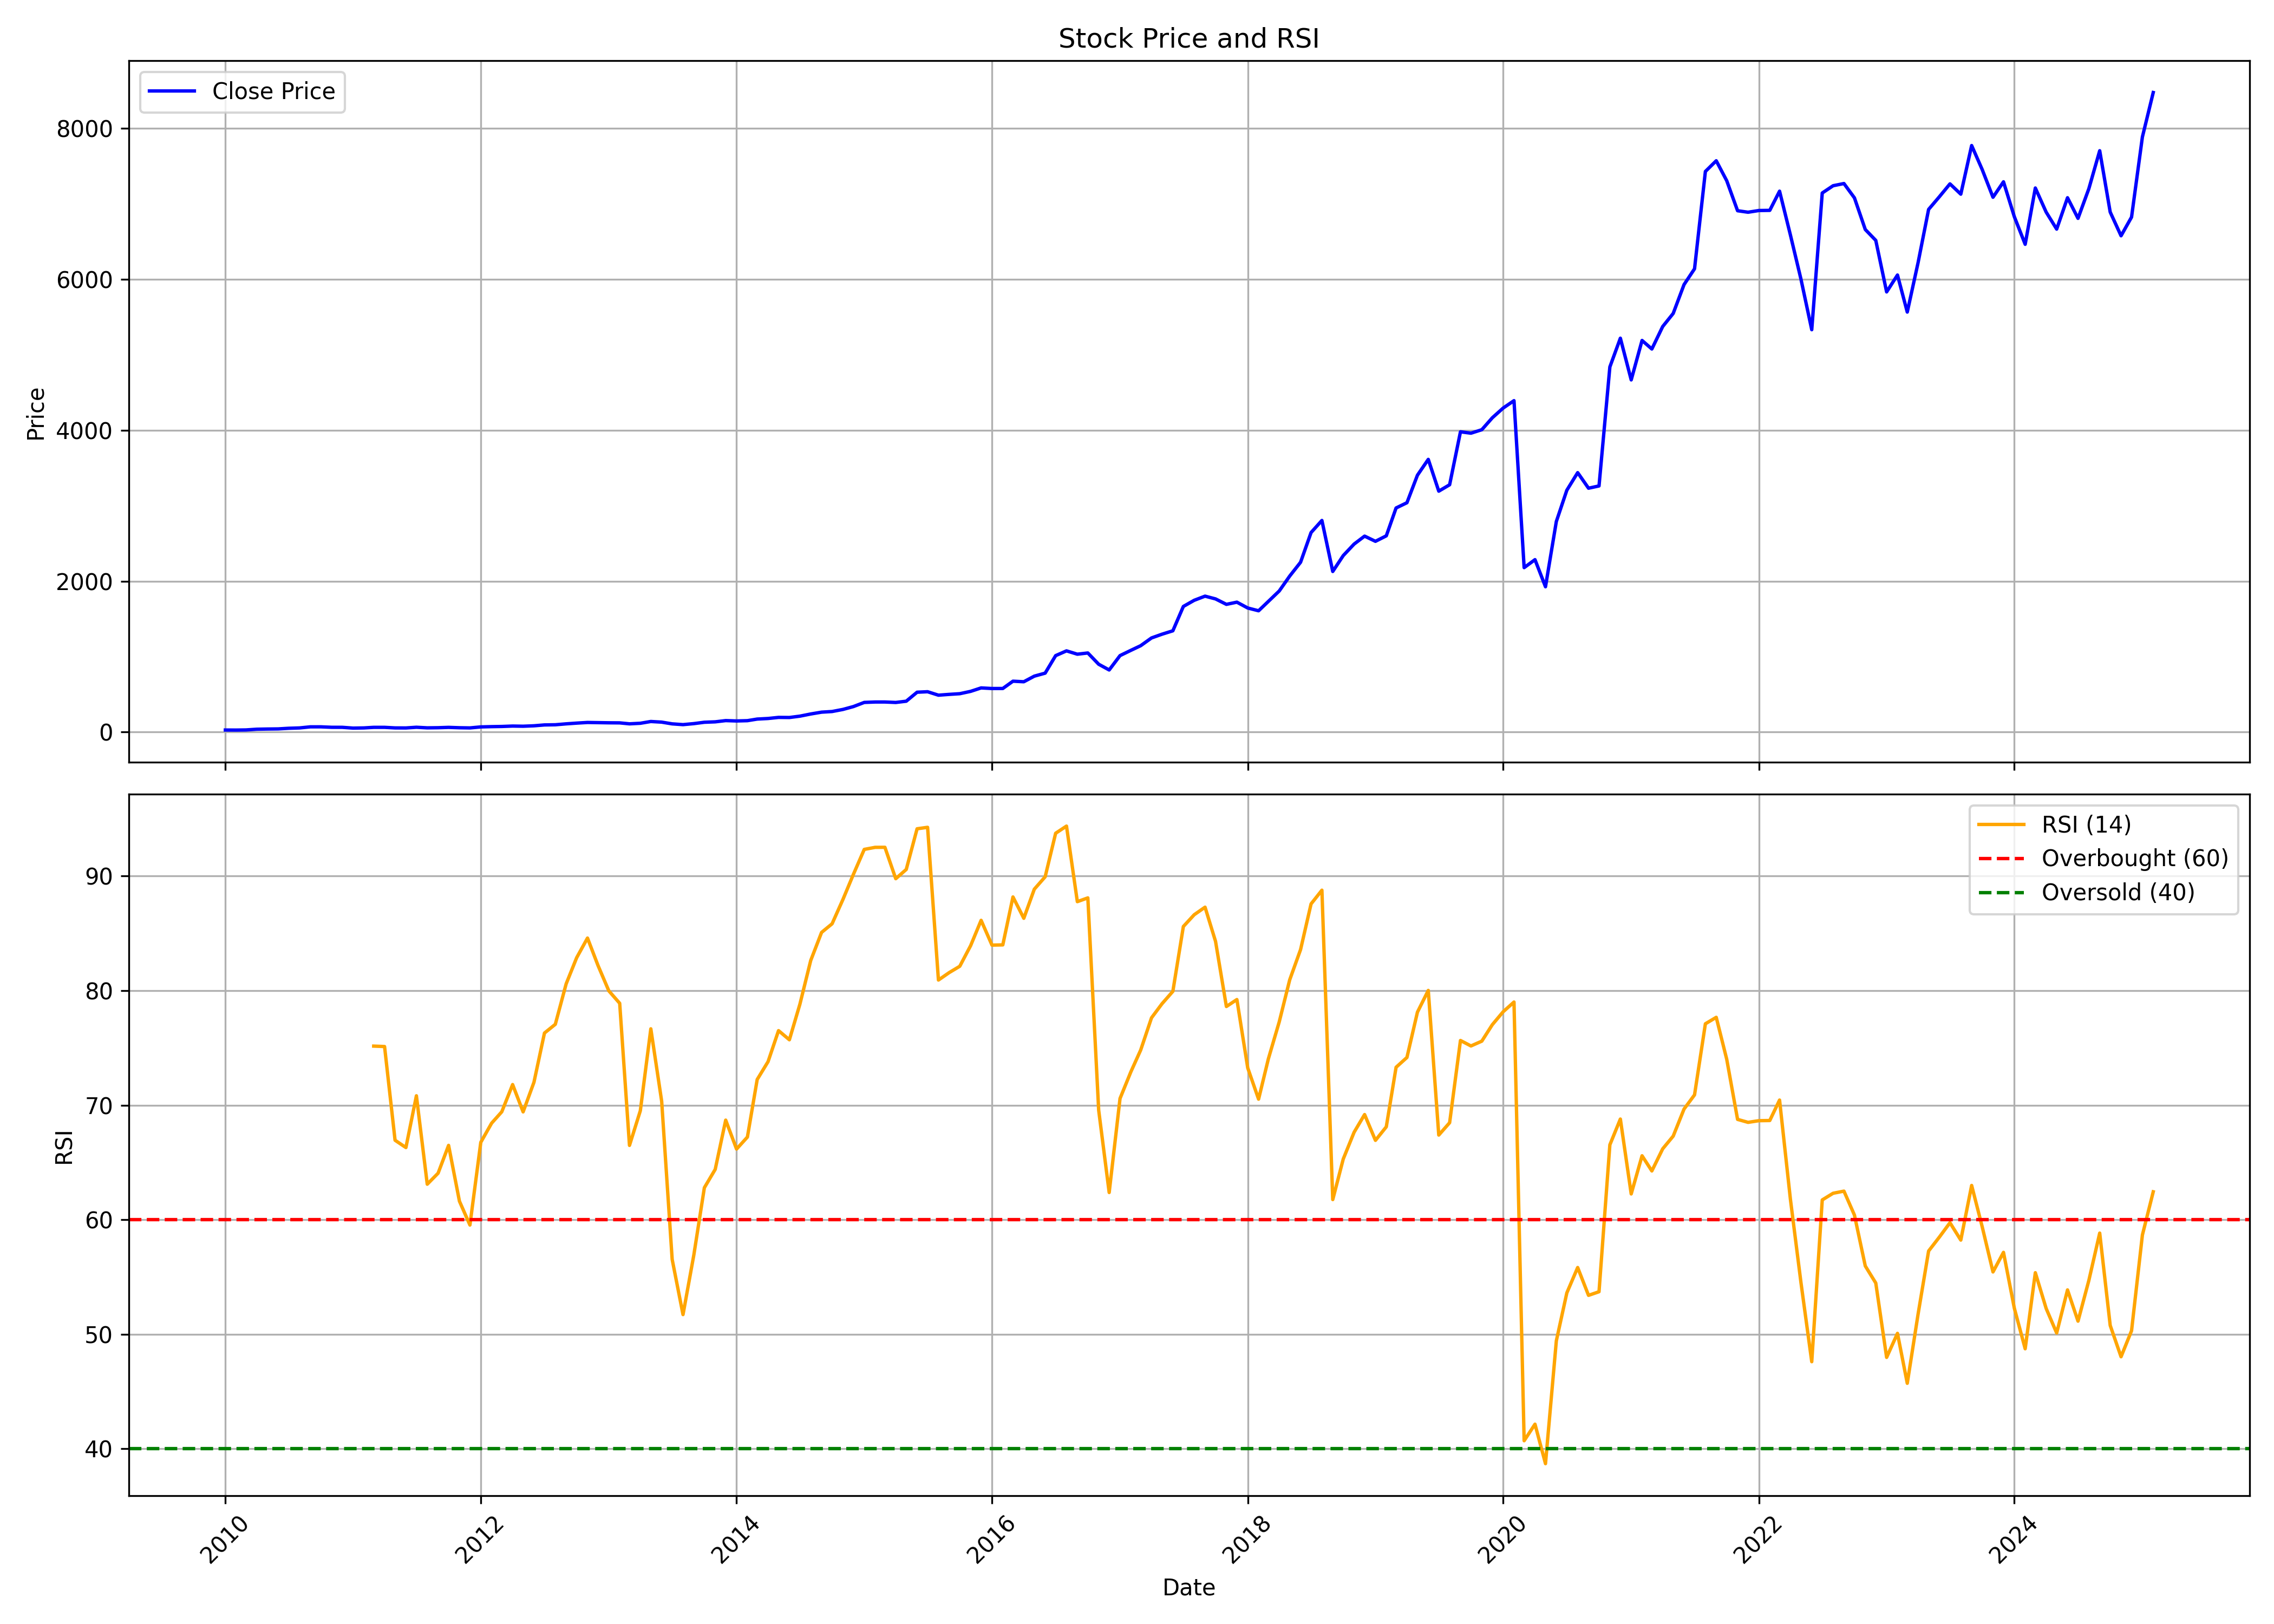 Stock Price and RSI
Close Price
8000
6000
4000
2000
0
Price
RSI (14)
Overbought (60)
Oversold (40)
90
80
70
60
50
40
RSI
2010
2012
2014
2016
2018
2020
2022
2024
Date